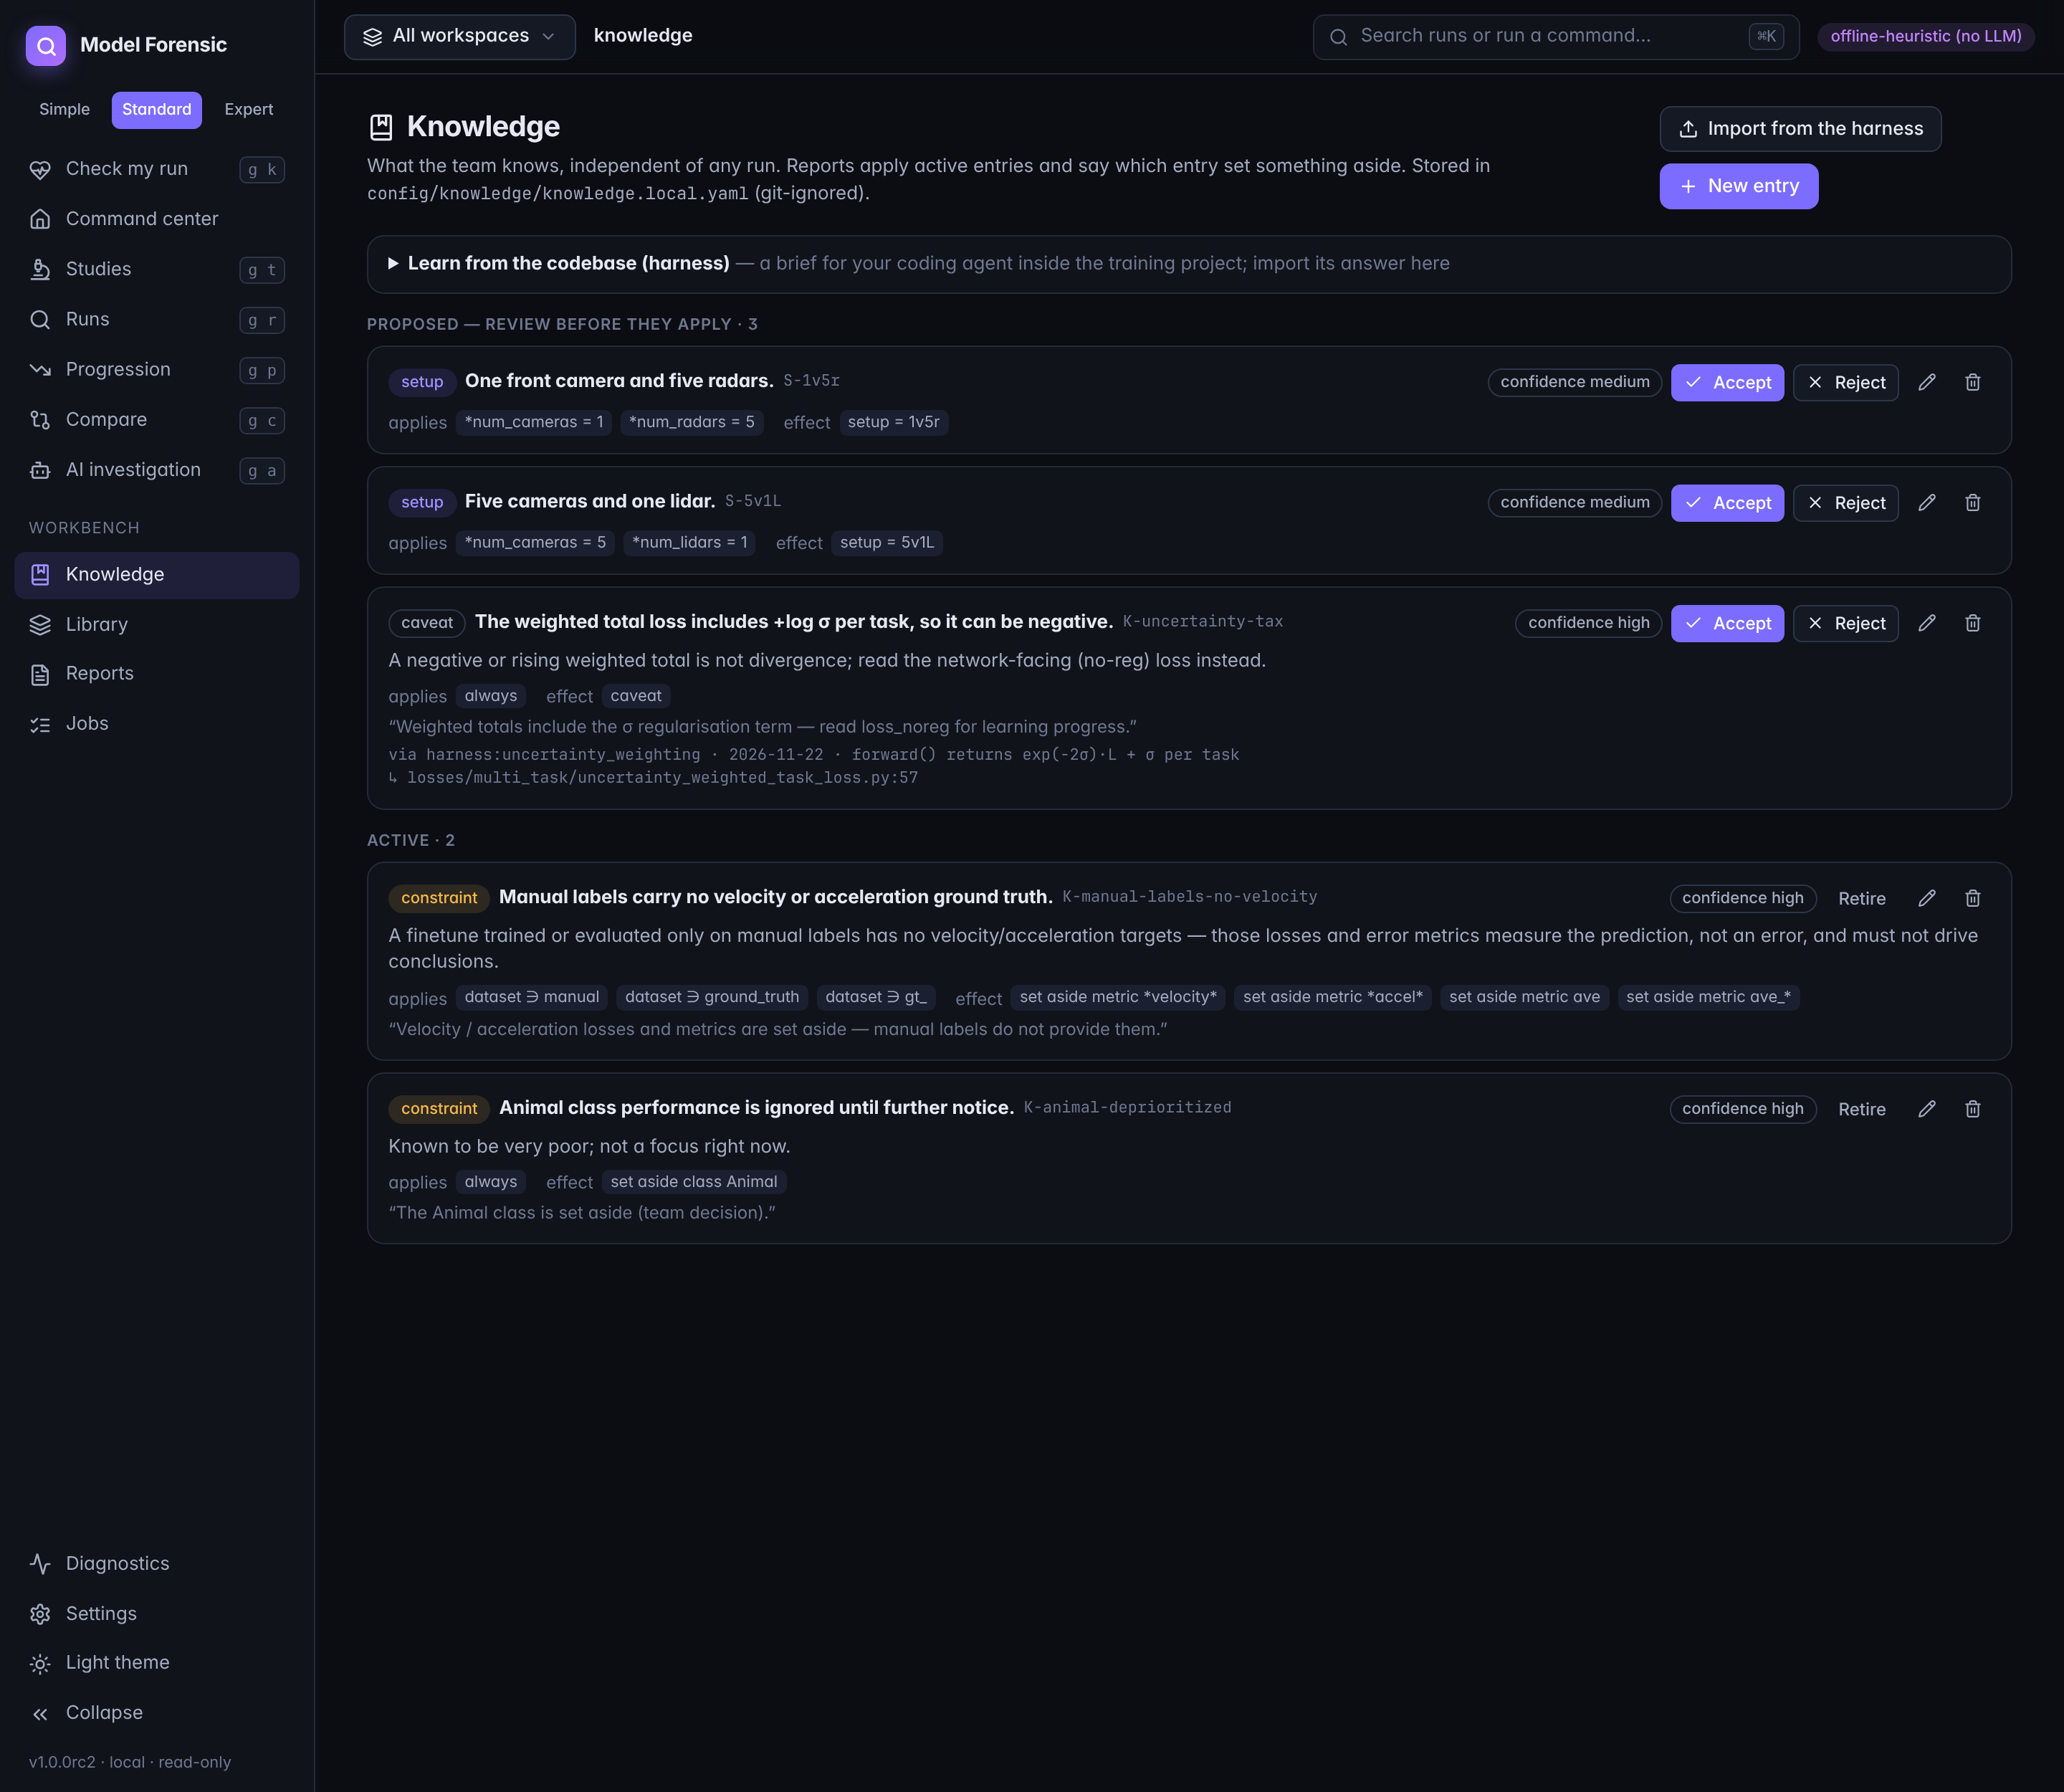 Model Forensic
Simple Standard Expert
Check my run g k
Command center
Studies g t
Runs g r
Progression g p
Compare g c
AI investigation g a
WORKBENCH
Knowledge
Library
Reports
Jobs
Diagnostics
Settings
Light theme
Collapse
v1.0.0rc2 · local · read-only
All workspaces knowledge
Search runs or run a command... ⌘K offline-heuristic (no LLM)
Knowledge
What the team knows, independent of any run. Reports apply active entries and say which entry set something aside. Stored in
config/knowledge/knowledge.local.yaml (git-ignored).
Import from the harness
New entry
Learn from the codebase (harness) — a brief for your coding agent inside the training project; import its answer here
PROPOSED — REVIEW BEFORE THEY APPLY · 3
setup One front camera and five radars. S-1v5r confidence medium Accept Reject
applies *num_cameras = 1 *num_radars = 5 effect setup = 1v5r
setup Five cameras and one lidar. S-5v1L confidence medium Accept Reject
applies *num_cameras = 5 *num_lidars = 1 effect setup = 5v1L
caveat The weighted total loss includes +log σ per task, so it can be negative. K-uncertainty-tax confidence high Accept Reject
A negative or rising weighted total is not divergence; read the network-facing (no-reg) loss instead.
applies always effect caveat
“Weighted totals include the σ regularisation term — read loss_noreg for learning progress.”
via harness:uncertainty_weighting · 2026-11-22 · forward() returns exp(-2σ)·L + σ per task
↳ losses/multi_task/uncertainty_weighted_task_loss.py:57
ACTIVE · 2
constraint Manual labels carry no velocity or acceleration ground truth. K-manual-labels-no-velocity confidence high Retire
A finetune trained or evaluated only on manual labels has no velocity/acceleration targets — those losses and error metrics measure the prediction, not an error, and must not drive
conclusions.
applies dataset ∋ manual dataset ∋ ground_truth dataset ∋ gt_ effect set aside metric *velocity* set aside metric *accel* set aside metric ave set aside metric ave_*
“Velocity / acceleration losses and metrics are set aside — manual labels do not provide them.”
constraint Animal class performance is ignored until further notice. K-animal-deprioritized confidence high Retire
Known to be very poor; not a focus right now.
applies always effect set aside class Animal
“The Animal class is set aside (team decision).”